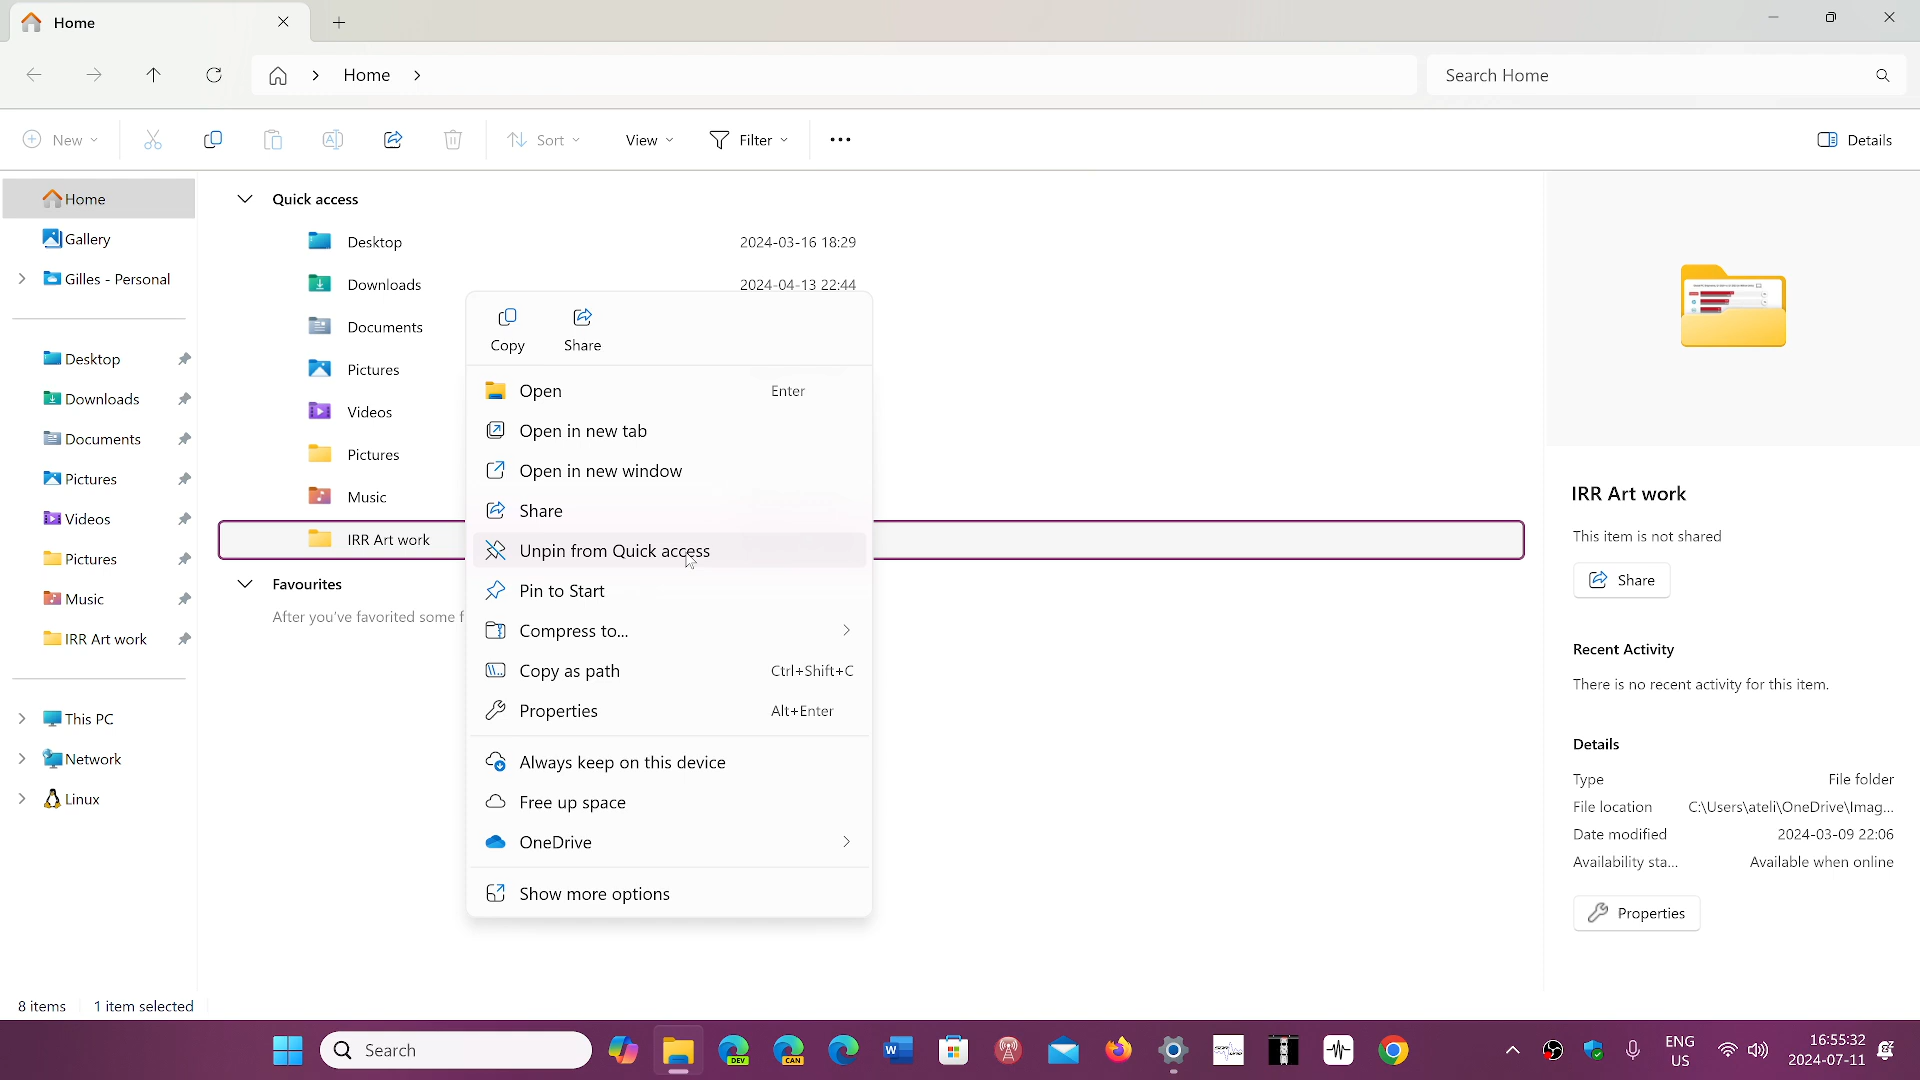 Home
Home
Search Home
New
Sort
View
Filter
Details
Home
Gallery
Gilles - Personal
Desktop
Downloads
Documents
Pictures
Videos
Pictures
Music
IRR Art work
This PC
Network
Linux
Quick access
Desktop 2024-03-16 18:29
Downloads 2024-04-13 22:44
Documents
Pictures
Videos
Pictures
Music
IRR Art work
Favourites
After you've favorited some f
Copy Share
Open Enter
Open in new tab
Open in new window
Share
Unpin from Quick access
Pin to Start
Compress to...
Copy as path Ctrl+Shift+C
Properties Alt+Enter
Always keep on this device
Free up space
OneDrive
Show more options
IRR Art work
This item is not shared
Share
Recent Activity
There is no recent activity for this item.
Details
Type File folder
File location C:\Users\ateli\OneDrive\Imag...
Date modified 2024-03-09 22:06
Availability sta... Available when online
Properties
8 items 1 item selected
Search
DEV
CAN
W
ENG
US
16:55:32
2024-07-11